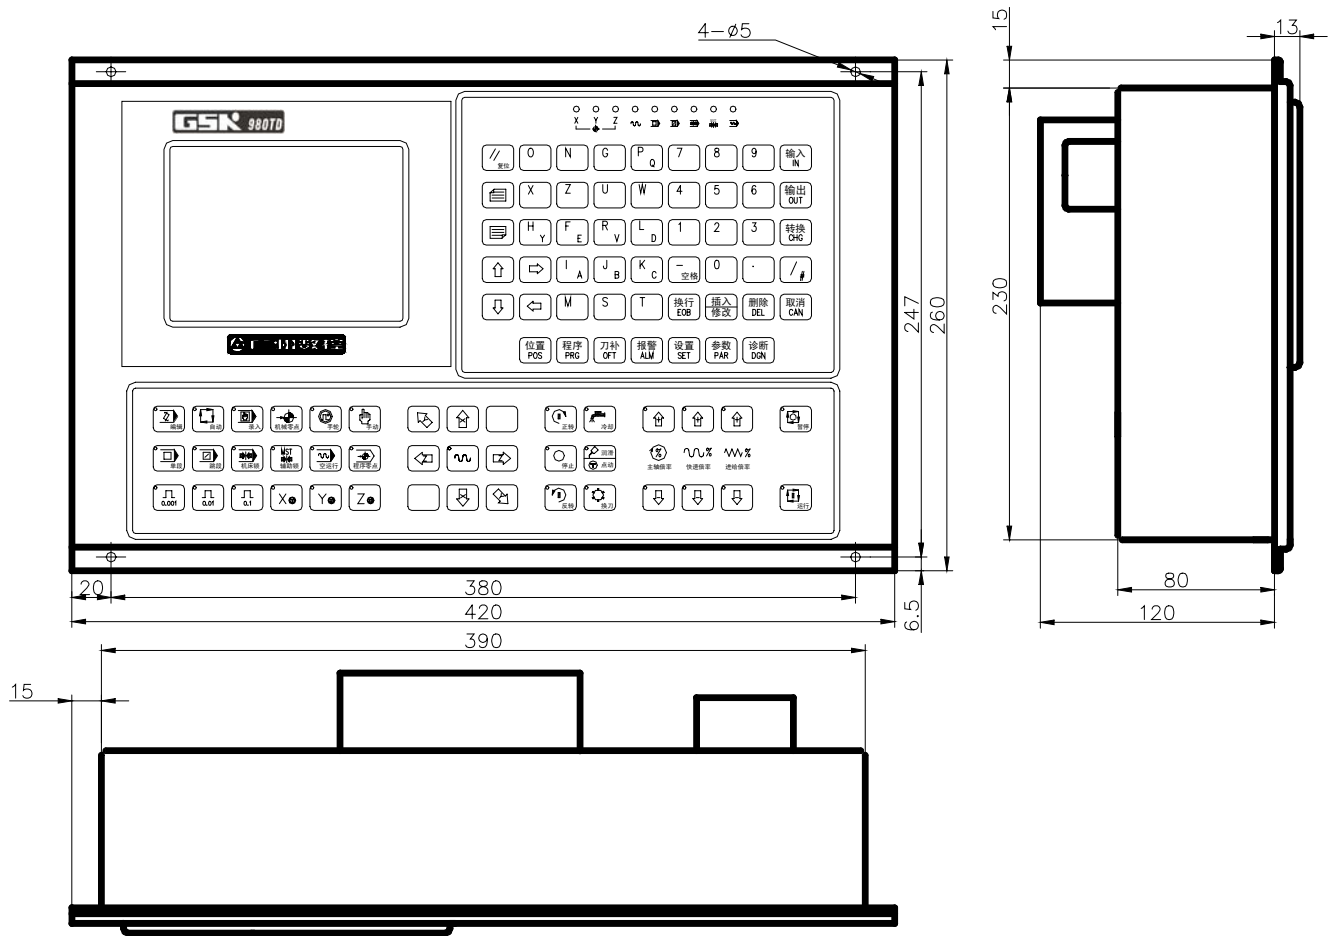 4-ø5
15
13
GSK 980TD
X Y Z
// 复位
O
N
G
P Q
7
8
9
输入 IN
X
Z
U
W
4
5
6
输出 OUT
H Y
F E
R V
L D
1
2
3
转换 CHG
I A
J B
K C
- 空格
0
.
/ #
M
S
T
换行 EOB
插入 修改
删除 DEL
取消 CAN
位置 POS
程序 PRG
刀补 OFT
报警 ALM
设置 SET
参数 PAR
诊断 DGN
247
260
230
编辑
自动
录入
机械零点
手轮
手动
正转
冷却
暂停
单段
跳段
机床锁
MST 辅助锁
空运行
程序零点
停止
润滑
点动
% 主轴倍率
% 快速倍率
% 进给倍率
0.001
0.01
0.1
X
Y
Z
反转
换刀
运行
20
380
420
6.5
80
120
390
15